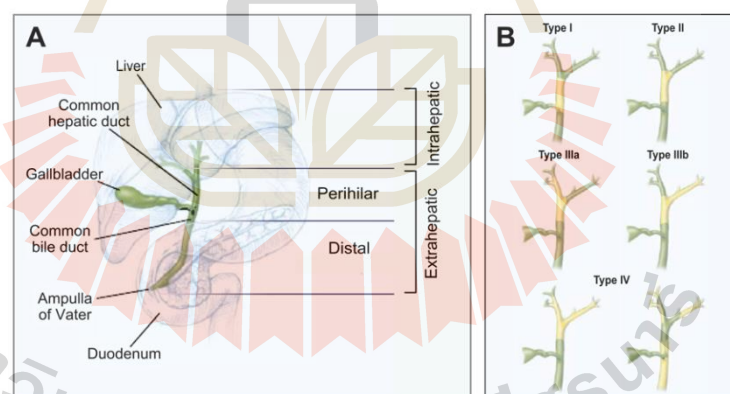 A
Liver
Common
hepatic duct
Gallbladder
Common
bile duct
Ampulla
of Vater
Duodenum
Intrahepatic
Perihilar
Distal
Extrahepatic
B
Type I
Type II
Type IIIa
Type IIIb
Type IV